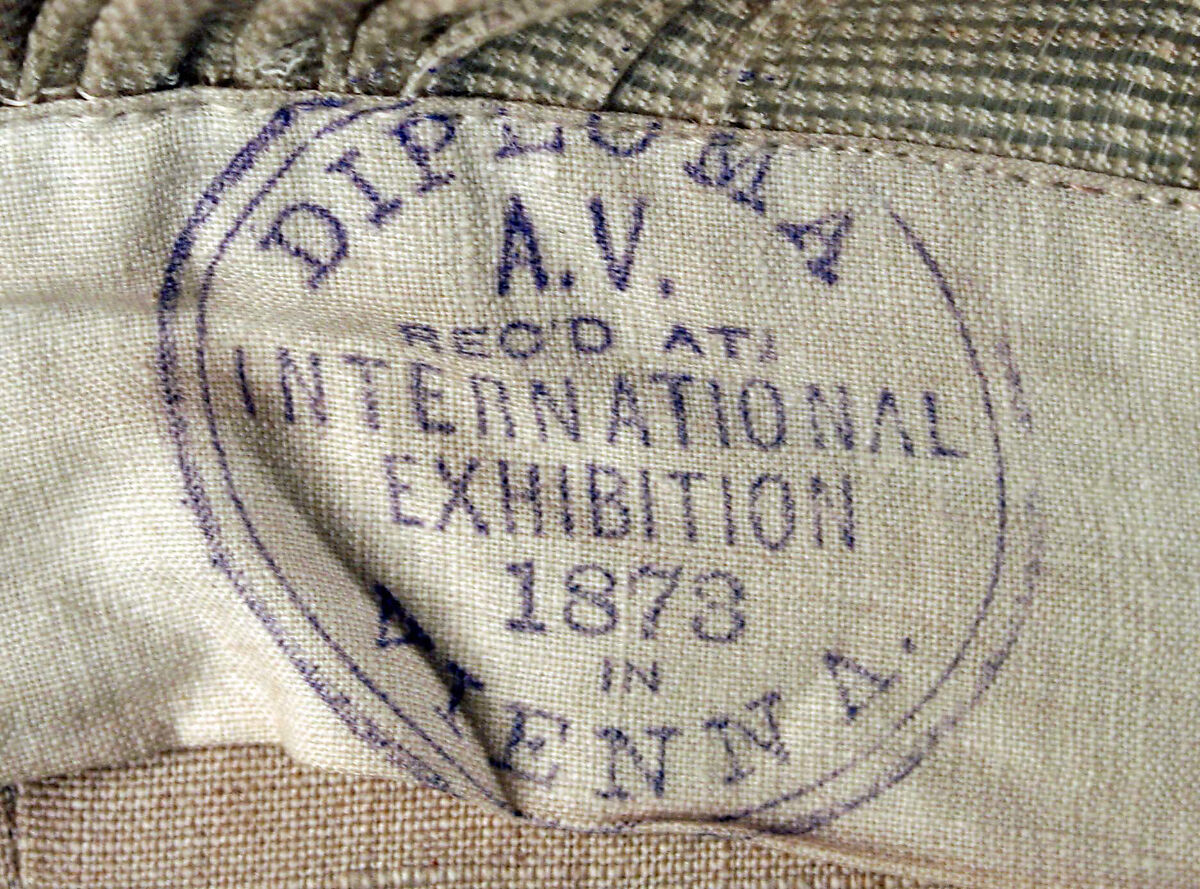 DIPLOMA
A.V.
REC'D AT
INTERNATIONAL
EXHIBITION
1873
IN
VIENNA.